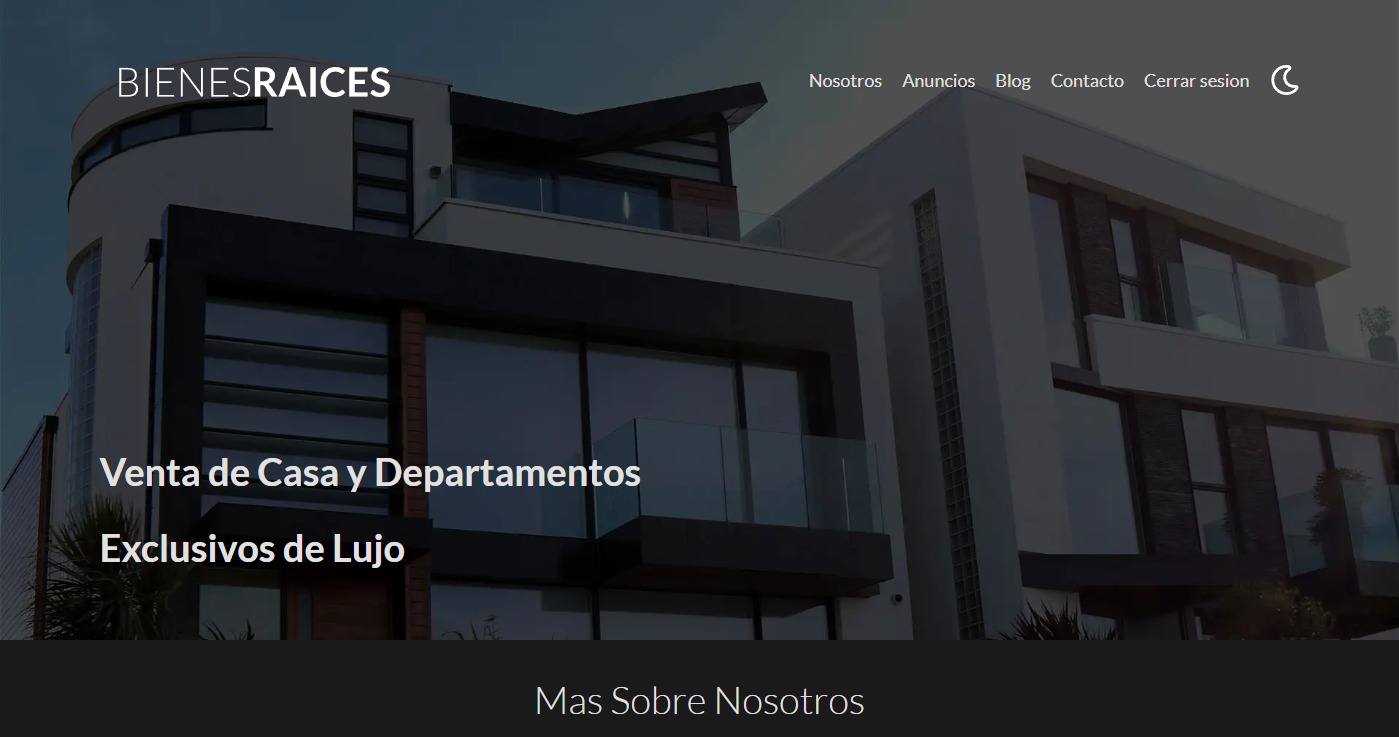 BIENESRAICES
Nosotros Anuncios Blog Contacto Cerrar sesion
Venta de Casa y Departamentos
Exclusivos de Lujo
Mas Sobre Nosotros